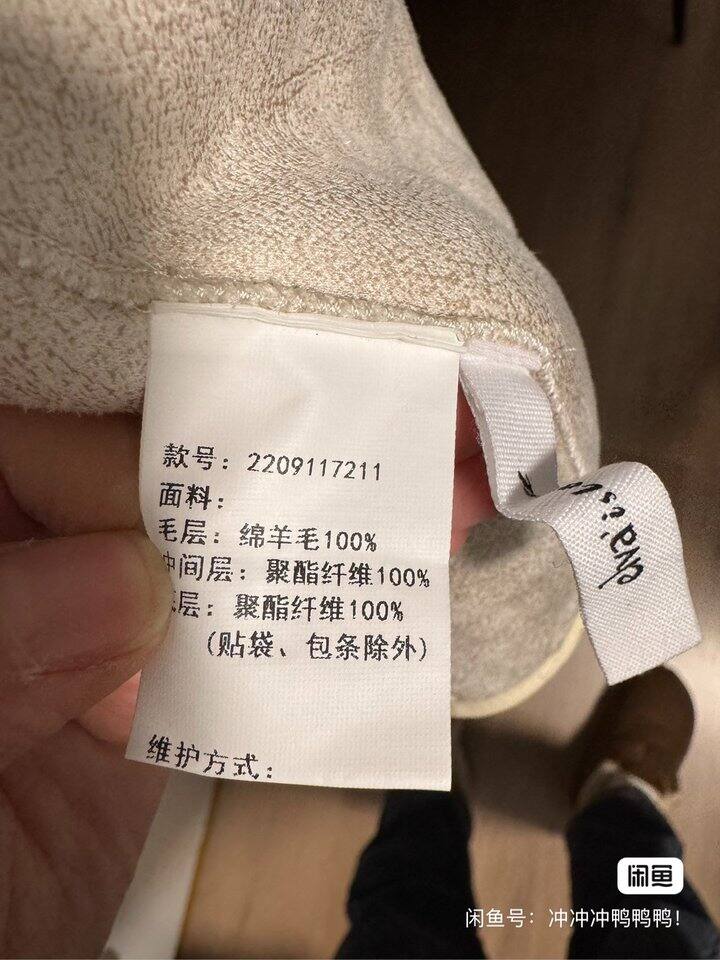 款号：2209117211
面料：
毛层：绵羊毛100%
中间层：聚酯纤维100%
层：聚酯纤维100%
(贴袋、包条除外)
维护方式：
闲鱼
闲鱼号：冲冲冲鸭鸭鸭！